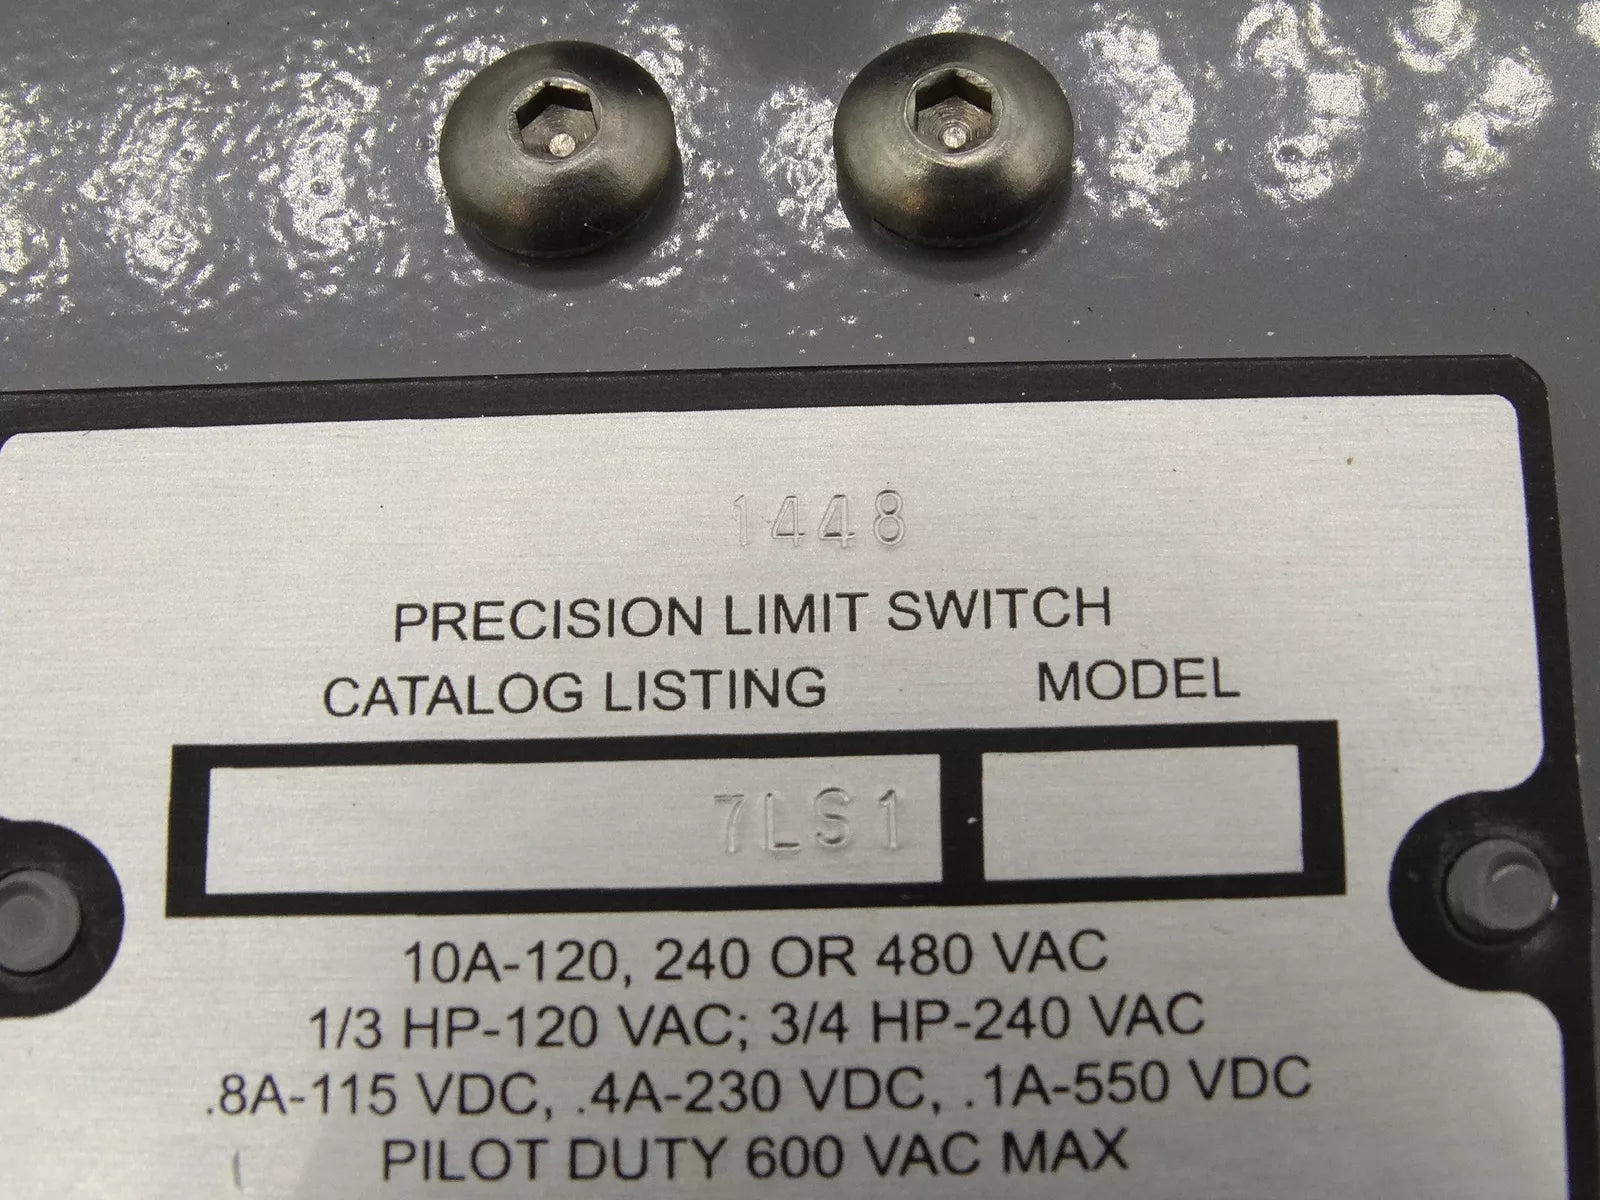 1448
PRECISION LIMIT SWITCH
CATALOG LISTING MODEL
7LS1
10A-120, 240 OR 480 VAC
1/3 HP-120 VAC; 3/4 HP-240 VAC
.8A-115 VDC, .4A-230 VDC, .1A-550 VDC
PILOT DUTY 600 VAC MAX